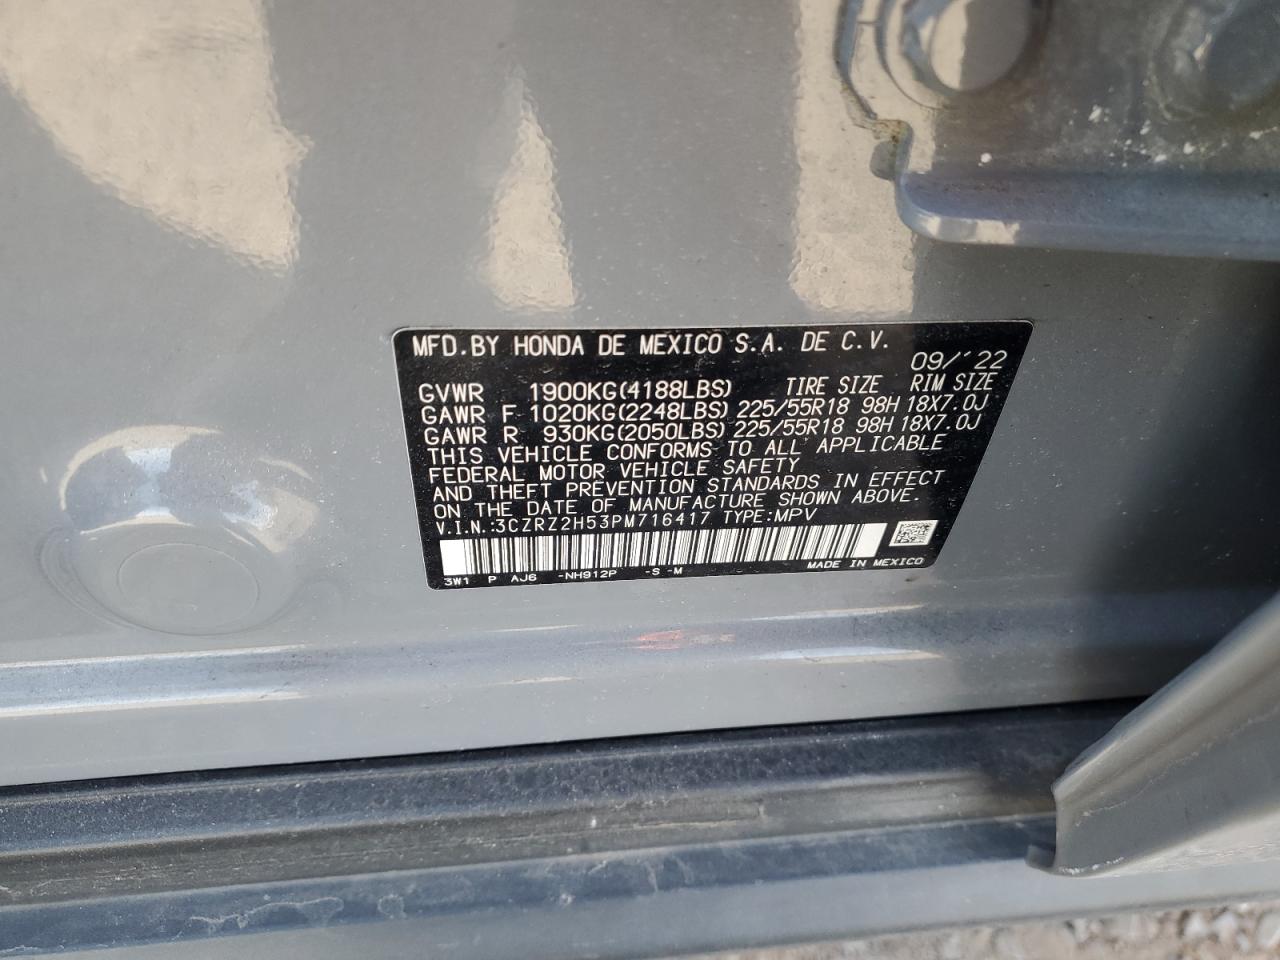 MFD.BY HONDA DE MEXICO S.A. DE C.V.
09/'22
GVWR 1900KG(4188LBS) TIRE SIZE RIM SIZE
GAWR F 1020KG(2248LBS) 225/55R18 98H 18X7.0J
GAWR R 930KG(2050LBS) 225/55R18 98H 18X7.0J
THIS VEHICLE CONFORMS TO ALL APPLICABLE
FEDERAL MOTOR VEHICLE SAFETY
AND THEFT PREVENTION STANDARDS IN EFFECT
ON THE DATE OF MANUFACTURE SHOWN ABOVE.
V.I.N.:3CZRZ2H53PM716417 TYPE:MPV
3W1 P AJ6 -NH912P -S -M MADE IN MEXICO